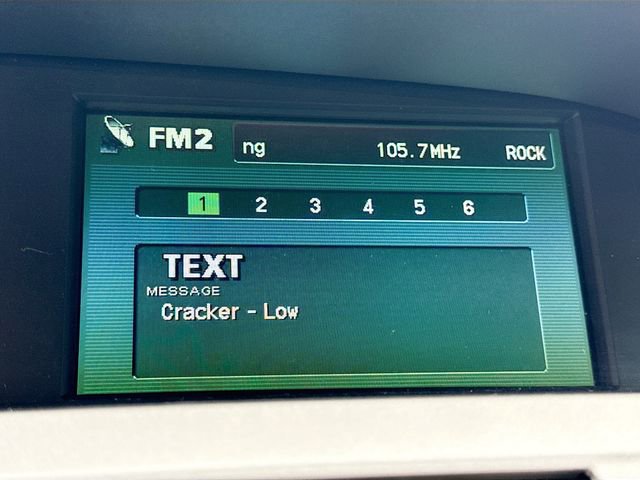 FM2 ng 105.7MHz ROCK
1 2 3 4 5 6
TEXT
MESSAGE
Cracker - Low